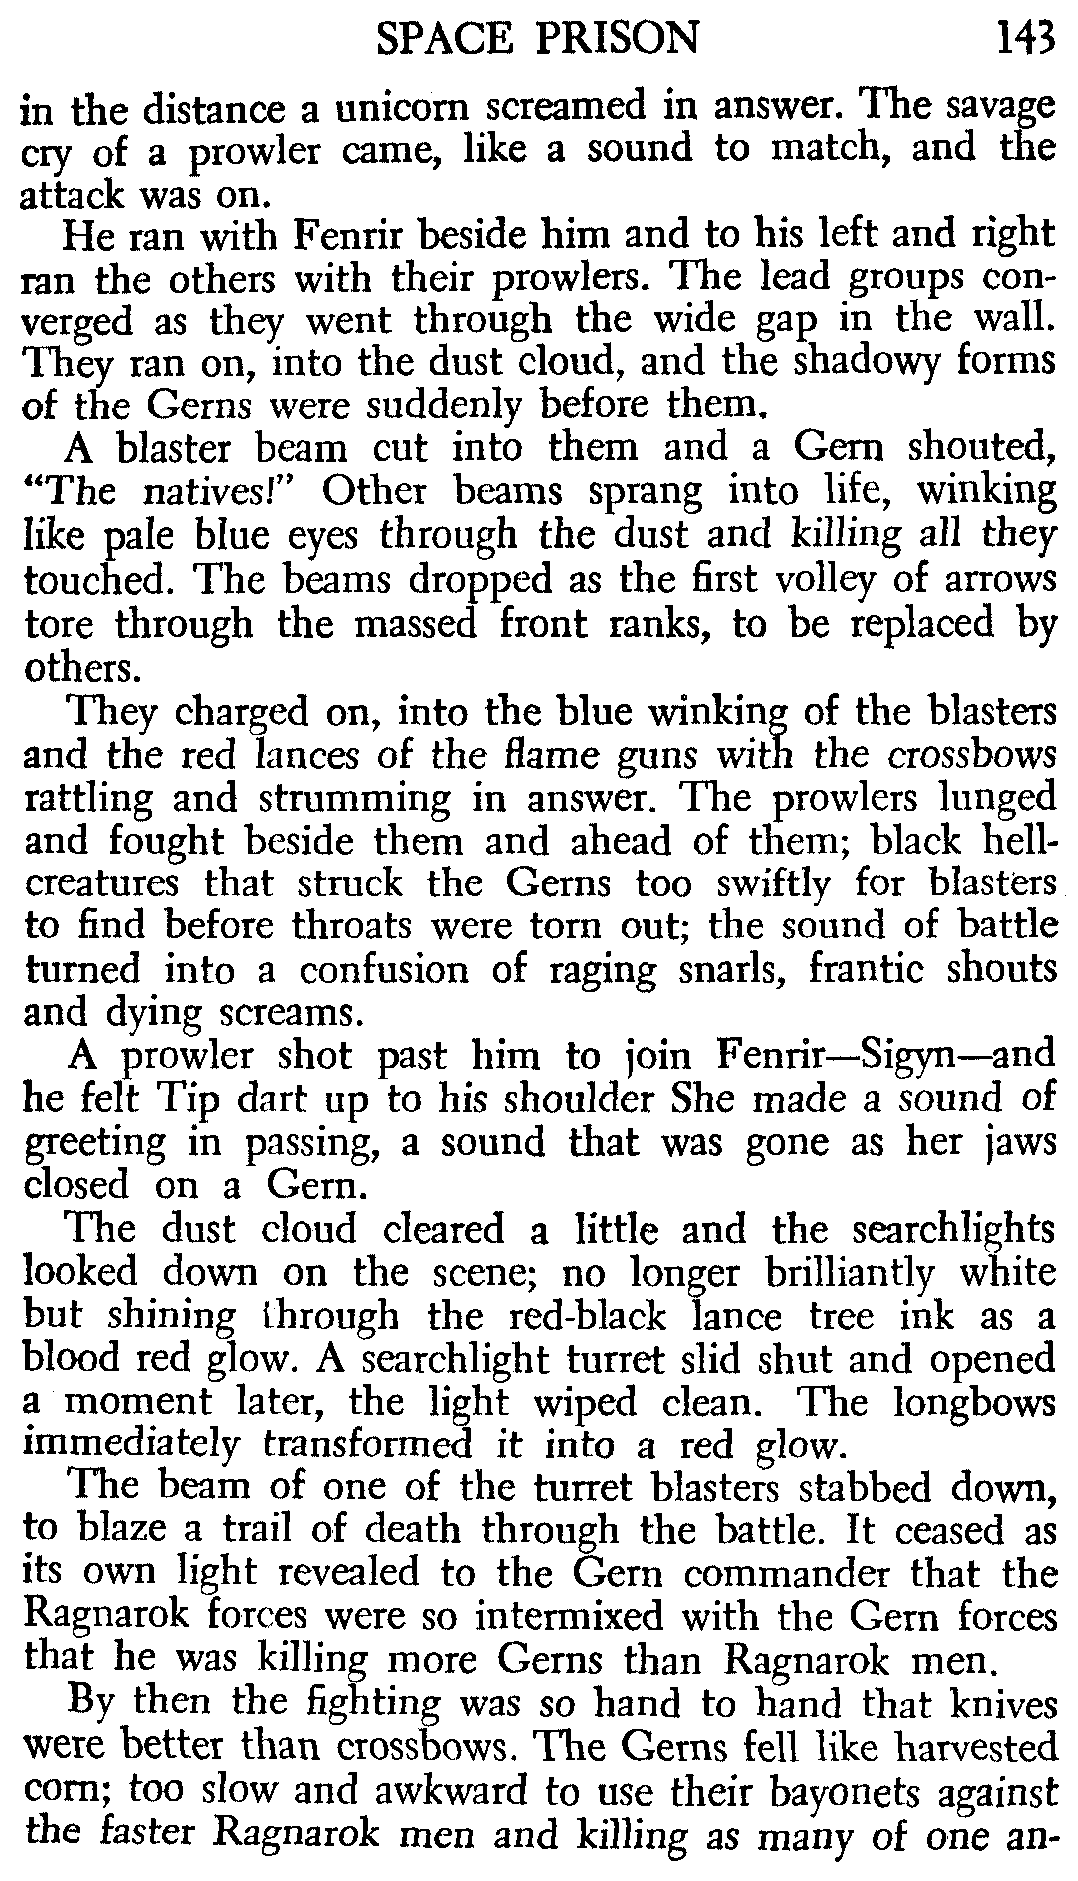 SPACE PRISON 143
in the distance a unicorn screamed in answer. The savage
cry of a prowler came, like a sound to match, and the
attack was on.
He ran with Fenrir beside him and to his left and right
ran the others with their prowlers. The lead groups con-
verged as they went through the wide gap in the wall.
They ran on, into the dust cloud, and the shadowy forms
of the Gerns were suddenly before them.
A blaster beam cut into them and a Gern shouted,
“The natives!” Other beams sprang into life, winking
like pale blue eyes through the dust and killing all they
touched. The beams dropped as the first volley of arrows
tore through the massed front ranks, to be replaced by
others.
They charged on, into the blue winking of the blasters
and the red lances of the flame guns with the crossbows
rattling and strumming in answer. The prowlers lunged
and fought beside them and ahead of them; black hell-
creatures that struck the Gerns too swiftly for blasters
to find before throats were torn out; the sound of battle
turned into a confusion of raging snarls, frantic shouts
and dying screams.
A prowler shot past him to join Fenrir—Sigyn—and
he felt Tip dart up to his shoulder She made a sound of
greeting in passing, a sound that was gone as her jaws
closed on a Gern.
The dust cloud cleared a little and the searchlights
looked down on the scene; no longer brilliantly white
but shining through the red-black lance tree ink as a
blood red glow. A searchlight turret slid shut and opened
a moment later, the light wiped clean. The longbows
immediately transformed it into a red glow.
The beam of one of the turret blasters stabbed down,
to blaze a trail of death through the battle. It ceased as
its own light revealed to the Gern commander that the
Ragnarok forces were so intermixed with the Gern forces
that he was killing more Gerns than Ragnarok men.
By then the fighting was so hand to hand that knives
were better than crossbows. The Gerns fell like harvested
corn; too slow and awkward to use their bayonets against
the faster Ragnarok men and killing as many of one an-